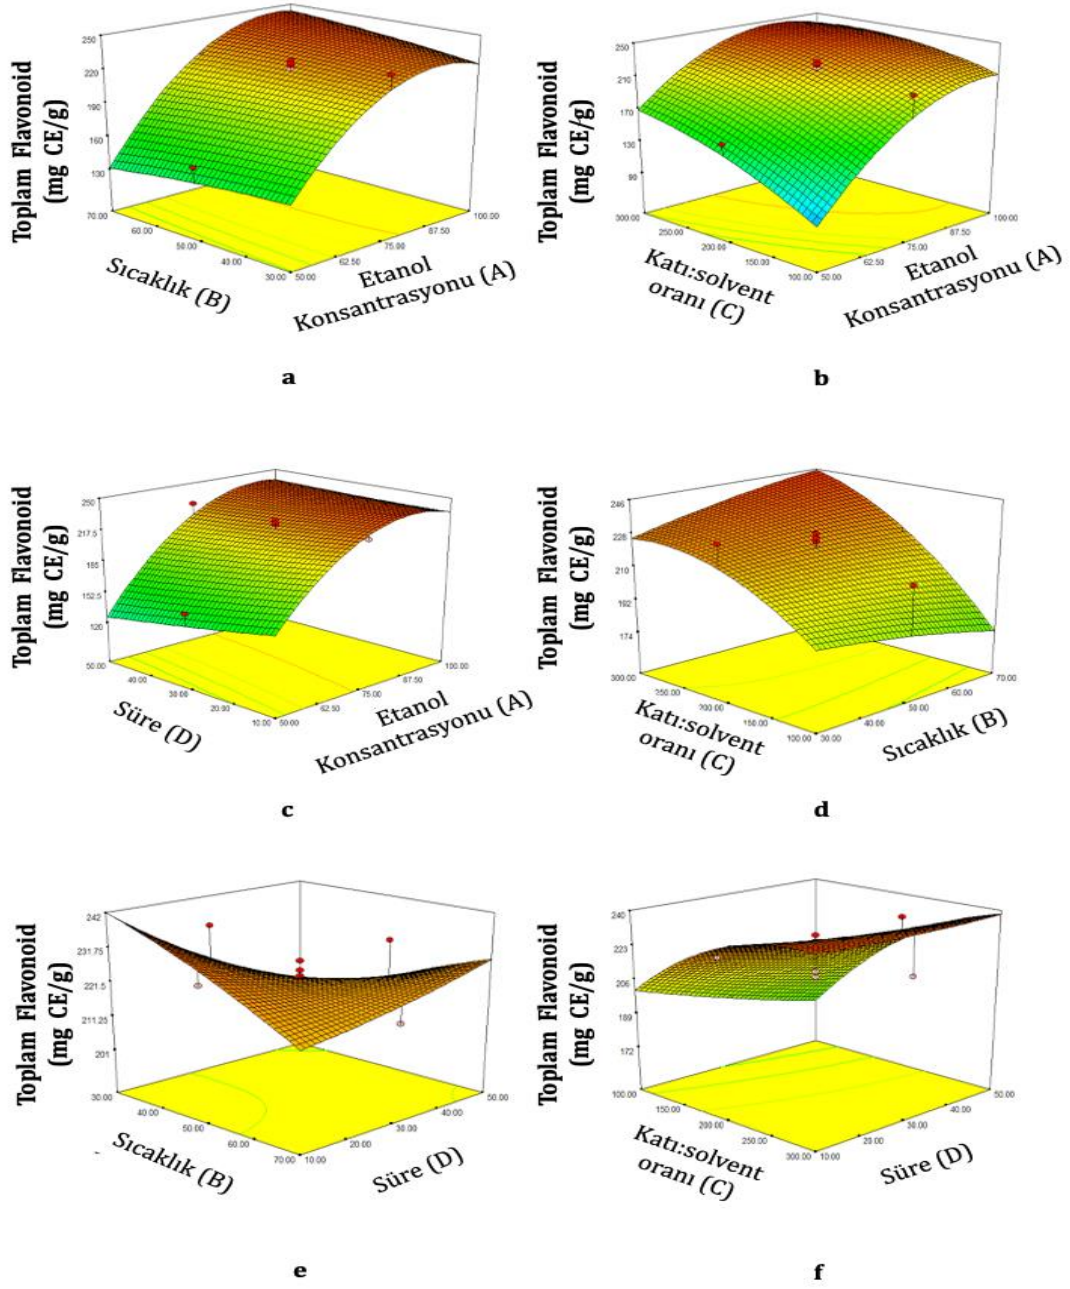 Toplam Flavonoid
(mg CE/g)
250
220
190
160
130
70.00
60.00
50.00
40.00
30.00
50.00
62.50
75.00
87.50
100.00
Sıcaklık (B)
Etanol
Konsantrasyonu (A)
a
Toplam Flavonoid
(mg CE/g)
250
210
170
130
90
300.00
250.00
200.00
150.00
100.00
50.00
62.50
75.00
87.50
100.00
Katı:solvent
oranı (C)
Etanol
Konsantrasyonu (A)
b
Toplam Flavonoid
(mg CE/g)
250
217.5
185
152.5
120
50.00
40.00
30.00
20.00
10.00
50.00
62.50
75.00
87.50
100.00
Süre (D)
Etanol
Konsantrasyonu (A)
c
Toplam Flavonoid
(mg CE/g)
246
228
210
192
174
300.00
250.00
200.00
150.00
100.00
30.00
40.00
50.00
60.00
70.00
Katı:solvent
oranı (C)
Sıcaklık (B)
d
Toplam Flavonoid
(mg CE/g)
242
231.75
221.5
211.25
201
30.00
40.00
50.00
60.00
70.00
10.00
20.00
30.00
40.00
50.00
Sıcaklık (B)
Süre (D)
e
Toplam Flavonoid
(mg CE/g)
240
223
206
189
172
100.00
150.00
200.00
250.00
300.00
10.00
20.00
30.00
40.00
50.00
Katı:solvent
oranı (C)
Süre (D)
f